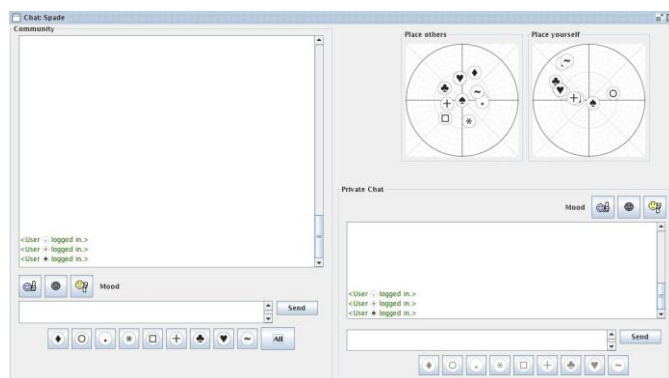 Chat: Spade
Community
Place others
Place yourself
Private Chat
Mood
<User . logged in.>
<User + logged in.>
<User ♠ logged in.>
Mood
Send
♦ ○ . * □ + ♣ ♥ ~ All
<User . logged in.>
<User + logged in.>
<User ♠ logged in.>
Send
♦ ○ . * □ + ♣ ♥ ~